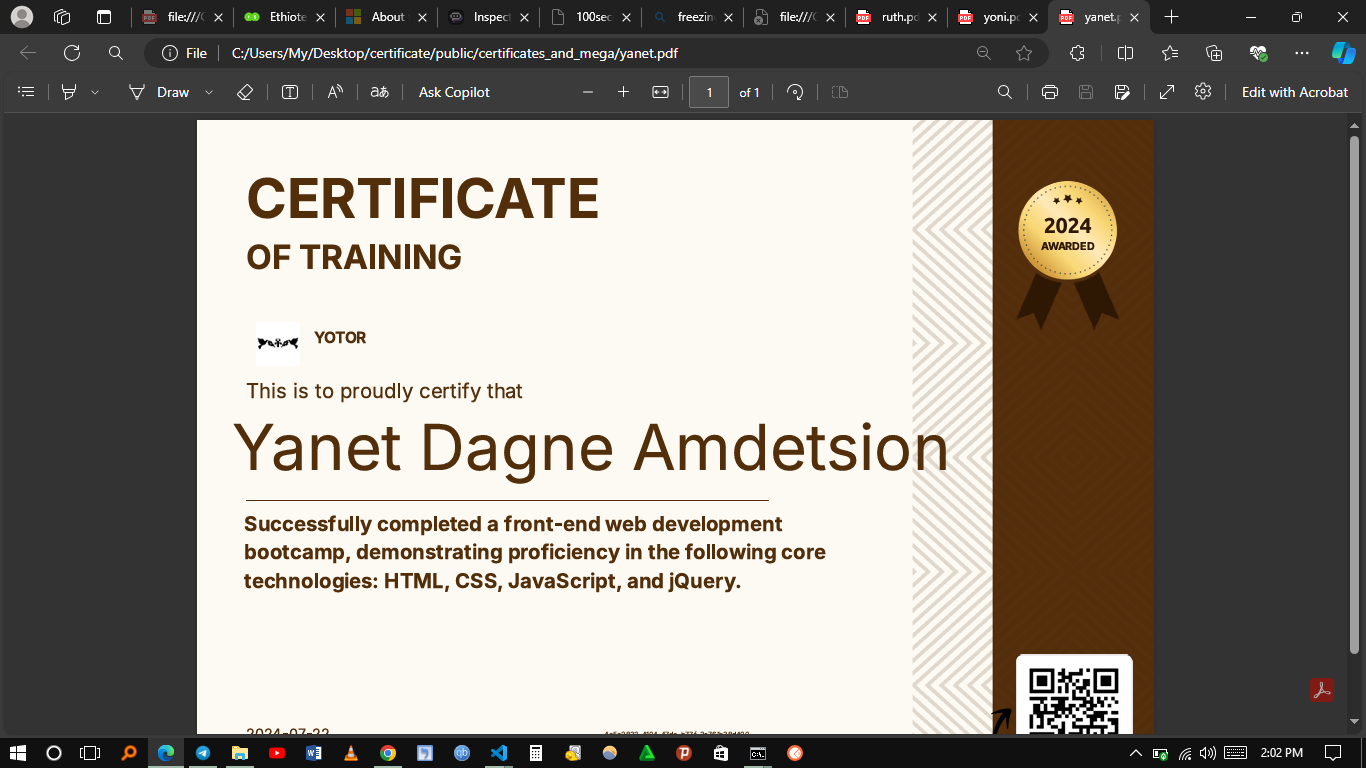 file:///C
Ethiote
About
Inspect
100sec
freezing
file:///C
ruth.pd
yoni.pd
yanet.p
File
C:/Users/My/Desktop/certificate/public/certificates_and_mega/yanet.pdf
Draw
aあ
Ask Copilot
1
of 1
Edit with Acrobat
CERTIFICATE
OF TRAINING
2024
AWARDED
YOTOR
This is to proudly certify that
Yanet Dagne Amdetsion
Successfully completed a front-end web development
bootcamp, demonstrating proficiency in the following core
technologies: HTML, CSS, JavaScript, and jQuery.
2024-07-22
2:02 PM